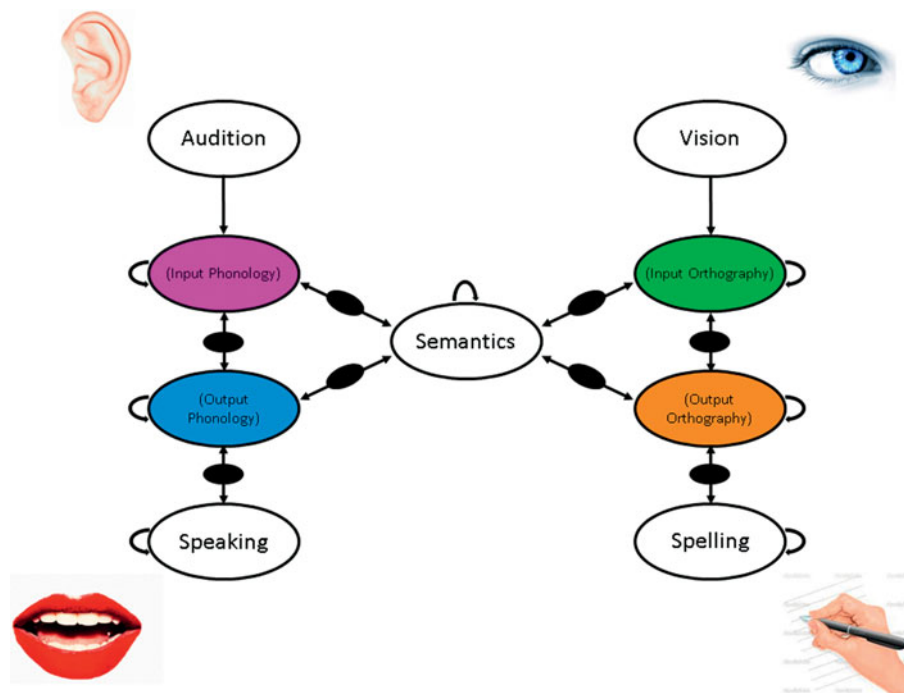 Audition
Vision
(Input Phonology)
(Input Orthography)
Semantics
(Output
Phonology)
(Output
Orthography)
Speaking
Spelling